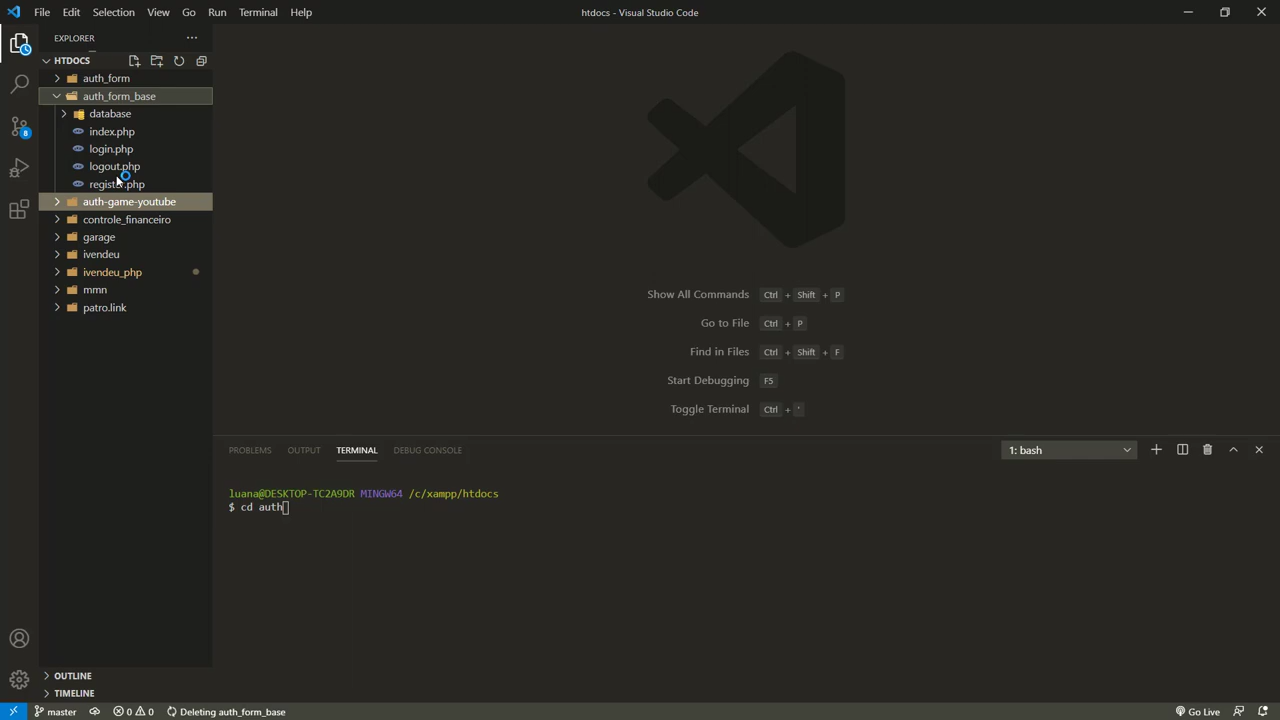 File Edit Selection View Go Run Terminal Help
htdocs - Visual Studio Code
EXPLORER
HTDOCS
auth_form
auth_form_base
database
index.php
login.php
logout.php
register.php
auth-game-youtube
controle_financeiro
garage
ivendeu
ivendeu_php
mmn
patro.link
8
Show All Commands Ctrl + Shift + P
Go to File Ctrl + P
Find in Files Ctrl + Shift + F
Start Debugging F5
Toggle Terminal Ctrl + '
PROBLEMS OUTPUT TERMINAL DEBUG CONSOLE
1: bash
luana@DESKTOP-TC2A9DR MINGW64 /c/xampp/htdocs
$ cd auth
OUTLINE
TIMELINE
master 0 0 Deleting auth_form_base
Go Live